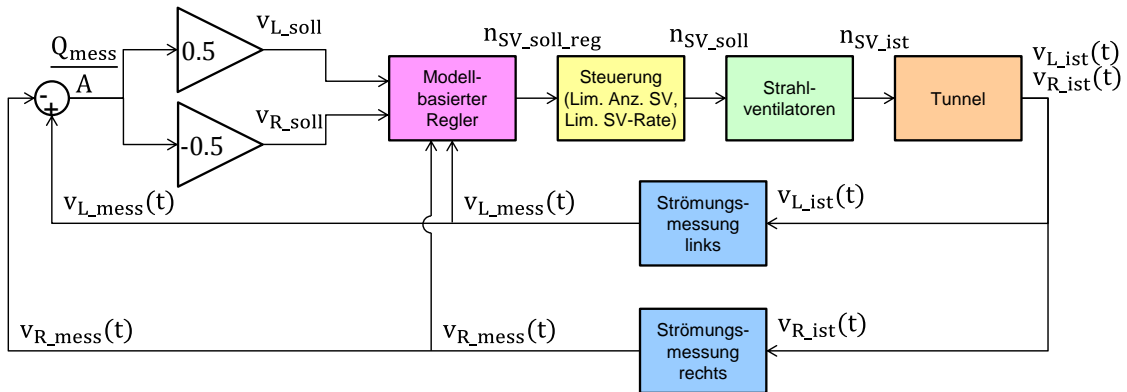 v_L_soll
n_SV_soll_reg
n_SV_soll
n_SV_ist
v_L_ist(t)
v_R_ist(t)
Q_mess
A
0.5
-
+
Modell-
basierter
Regler
Steuerung
(Lim. Anz. SV,
Lim. SV-Rate)
Strahl-
ventilatoren
Tunnel
v_R_soll
-0.5
v_L_mess(t)
v_L_mess(t)
Strömungs-
messung
links
v_L_ist(t)
v_R_mess(t)
v_R_mess(t)
Strömungs-
messung
rechts
v_R_ist(t)